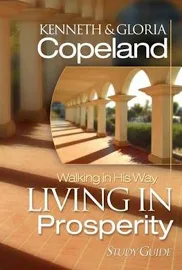 KENNETH & GLORIA
Copeland
Walking in His Way
LIVING IN
Prosperity
STUDY GUIDE